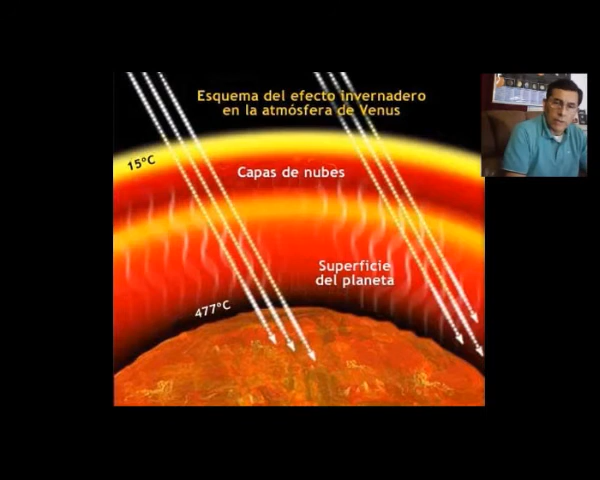 Esquema del efecto invernadero
en la atmósfera de Venus
15°C
Capas de nubes
Superficie
del planeta
477°C